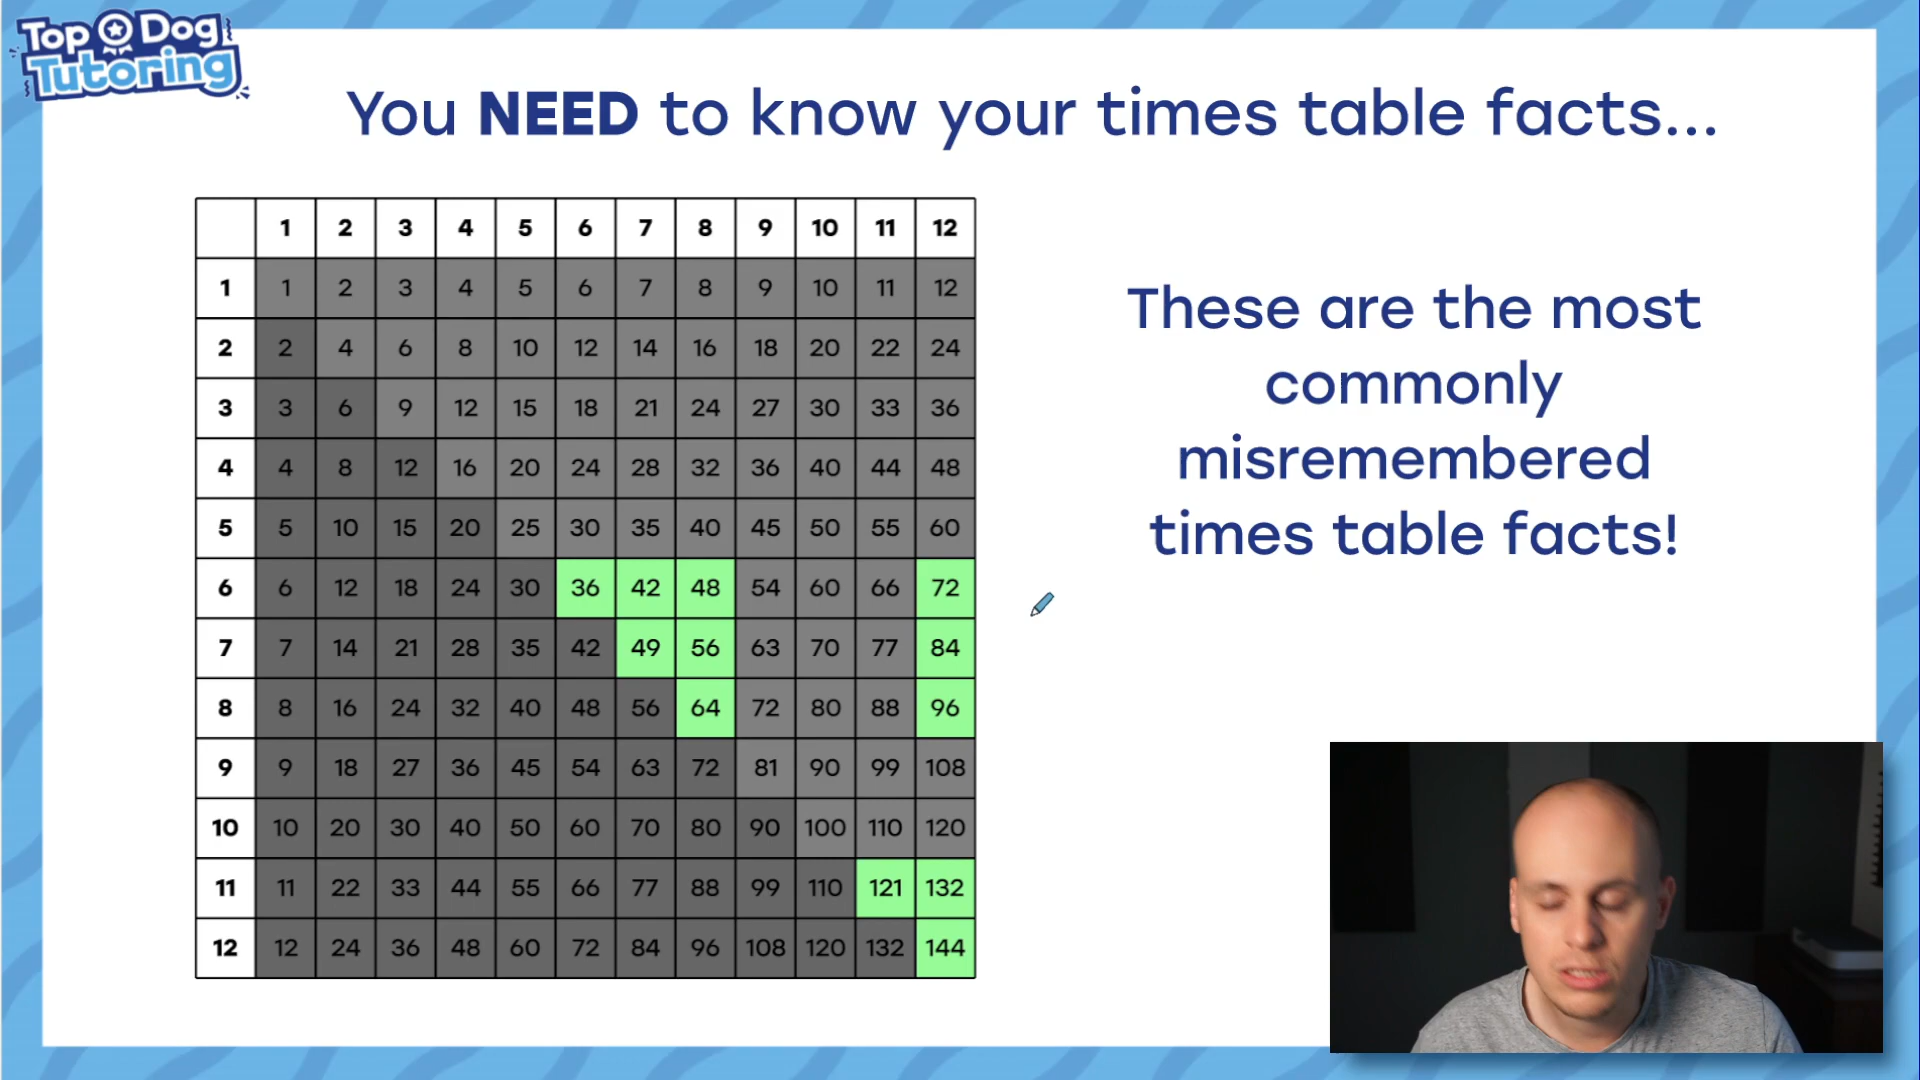 Top Dog
Tutoring
You NEED to know your times table facts...
1 2 3 4 5 6 7 8 9 10 11 12
1 1 2 3 4 5 6 7 8 9 10 11 12
2 2 4 6 8 10 12 14 16 18 20 22 24
3 3 6 9 12 15 18 21 24 27 30 33 36
4 4 8 12 16 20 24 28 32 36 40 44 48
5 5 10 15 20 25 30 35 40 45 50 55 60
6 6 12 18 24 30 36 42 48 54 60 66 72
7 7 14 21 28 35 42 49 56 63 70 77 84
8 8 16 24 32 40 48 56 64 72 80 88 96
9 9 18 27 36 45 54 63 72 81 90 99 108
10 10 20 30 40 50 60 70 80 90 100 110 120
11 11 22 33 44 55 66 77 88 99 110 121 132
12 12 24 36 48 60 72 84 96 108 120 132 144
These are the most
commonly
misremembered
times table facts!